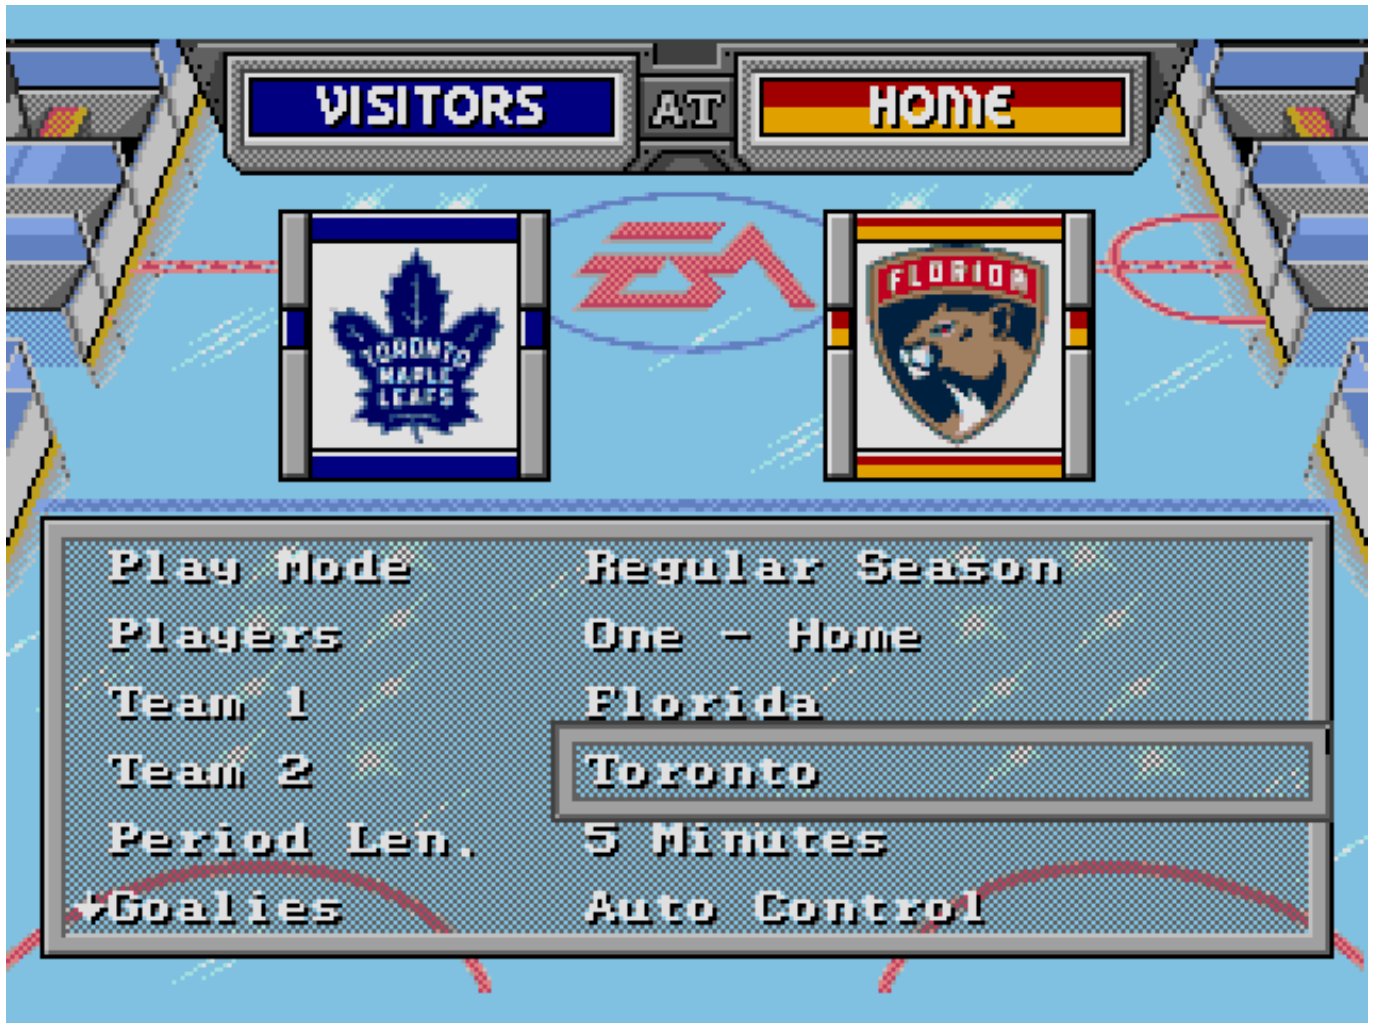 VISITORS AT HOME
EA
TORONTO
MAPLE
LEAFS
FLORIDA
Play Mode Regular Season
Players One - Home
Team 1 Florida
Team 2 Toronto
Period Len. 5 Minutes
Goalies Auto Control